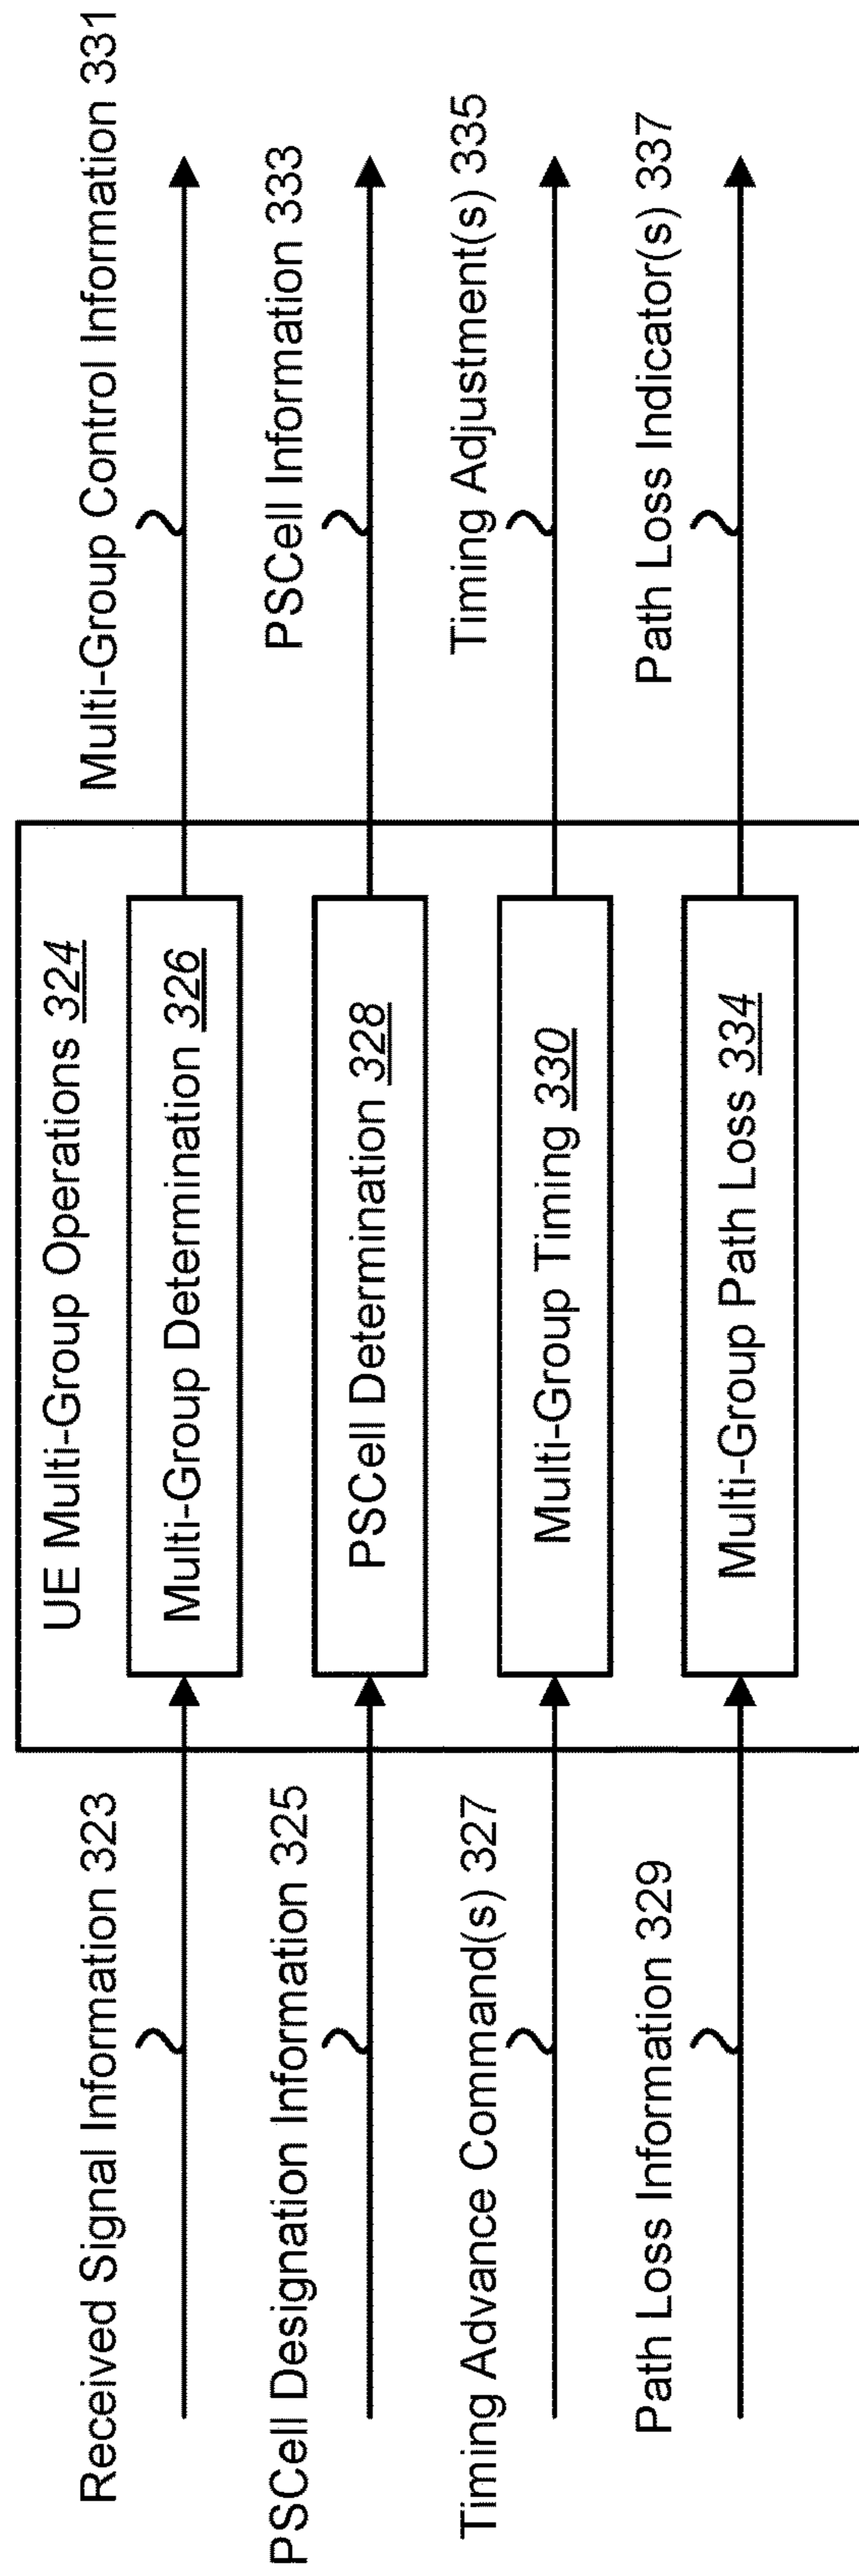 UE Multi-Group Operations 324
Received Signal Information 323
Multi-Group Determination 326
Multi-Group Control Information 331
PSCell Designation Information 325
PSCell Determination 328
PSCell Information 333
Timing Advance Command(s) 327
Multi-Group Timing 330
Timing Adjustment(s) 335
Path Loss Information 329
Multi-Group Path Loss 334
Path Loss Indicator(s) 337